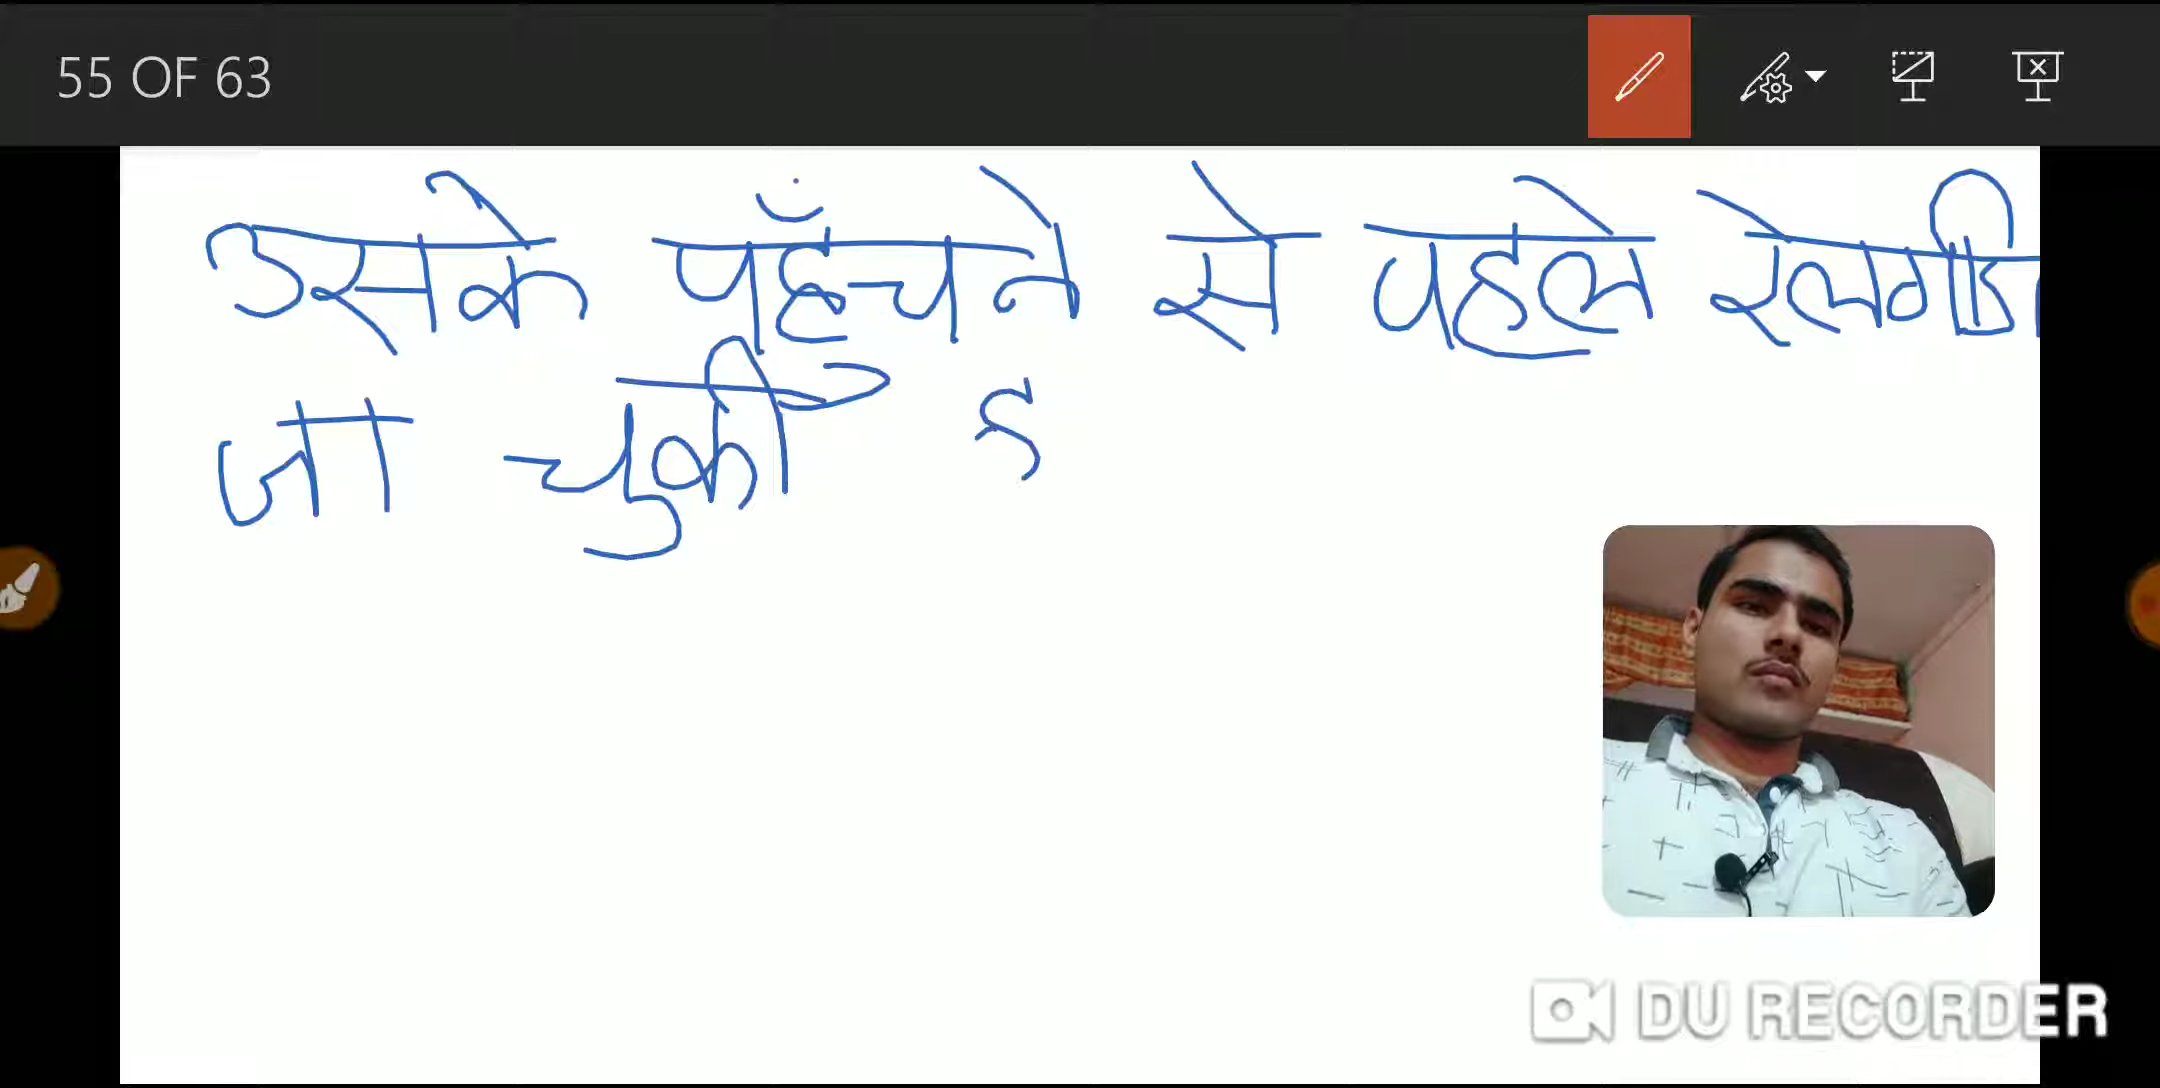 55 OF 63
उसके पहुँचने से पहले रेलगाडी
जा चुकी
DU RECORDER